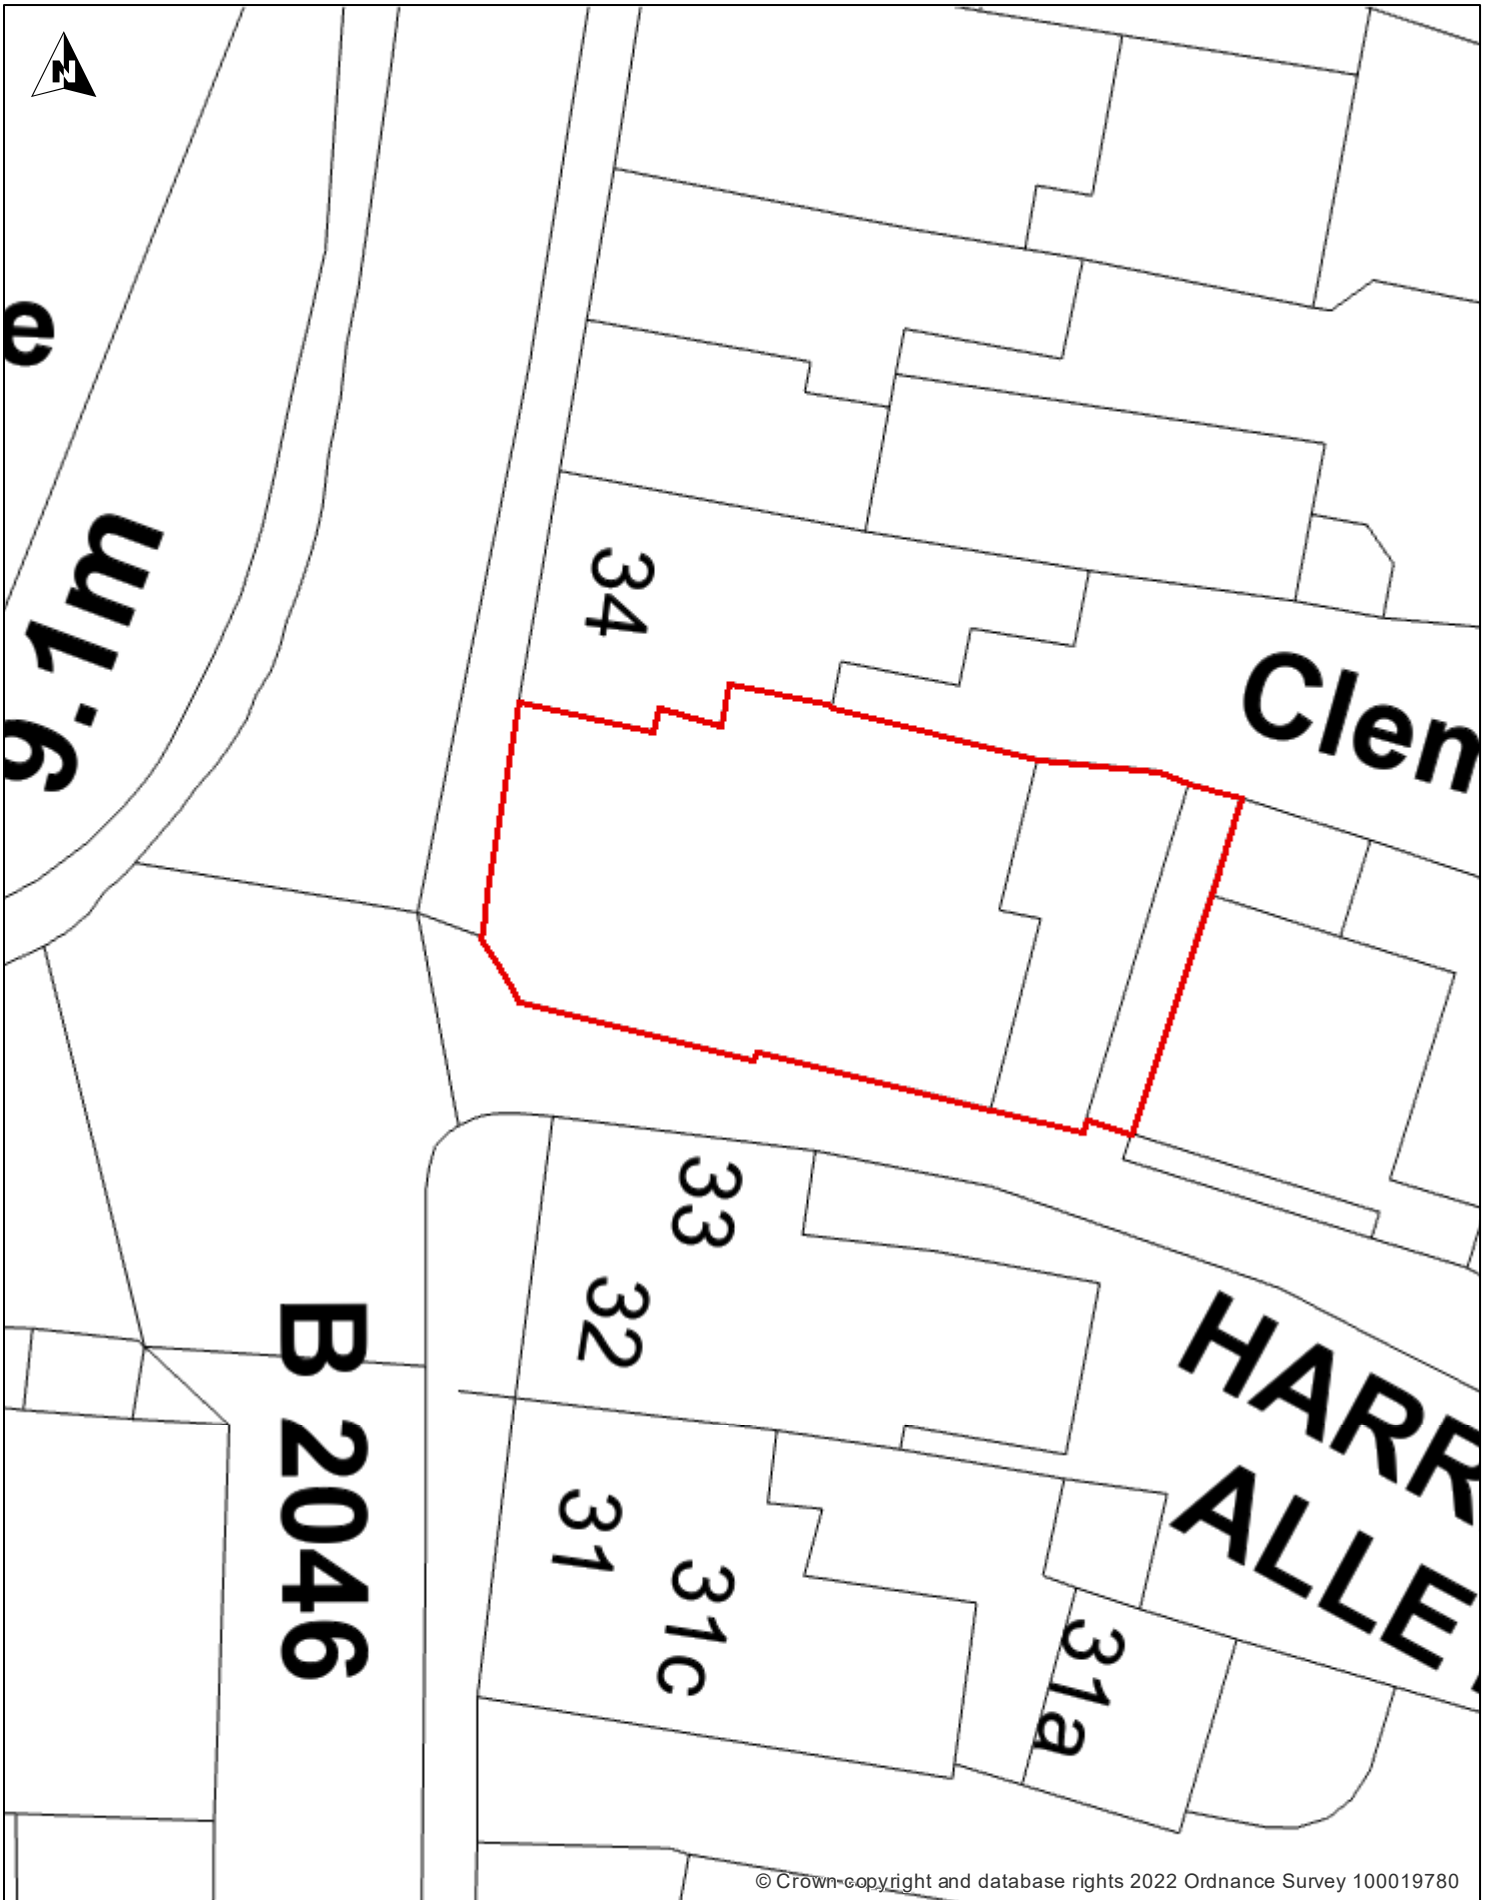 N
e
34
9.1m
Clem
33
32
HARR
ALLE
B 2046
31
31c
31a
© Crown copyright and database rights 2022 Ordnance Survey 100019780